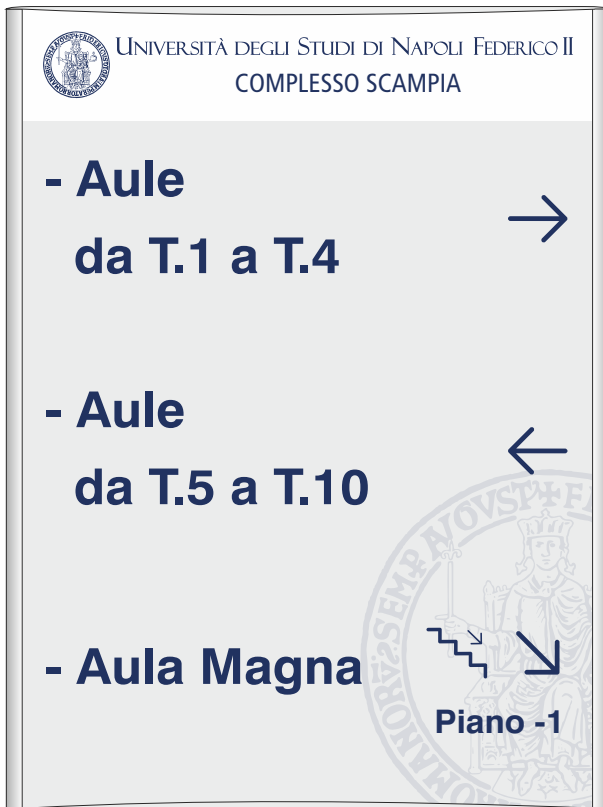 UNIVERSITÀ DEGLI STUDI DI NAPOLI FEDERICO II
COMPLESSO SCAMPIA
- Aule
da T.1 a T.4
- Aule
da T.5 a T.10
- Aula Magna
Piano -1